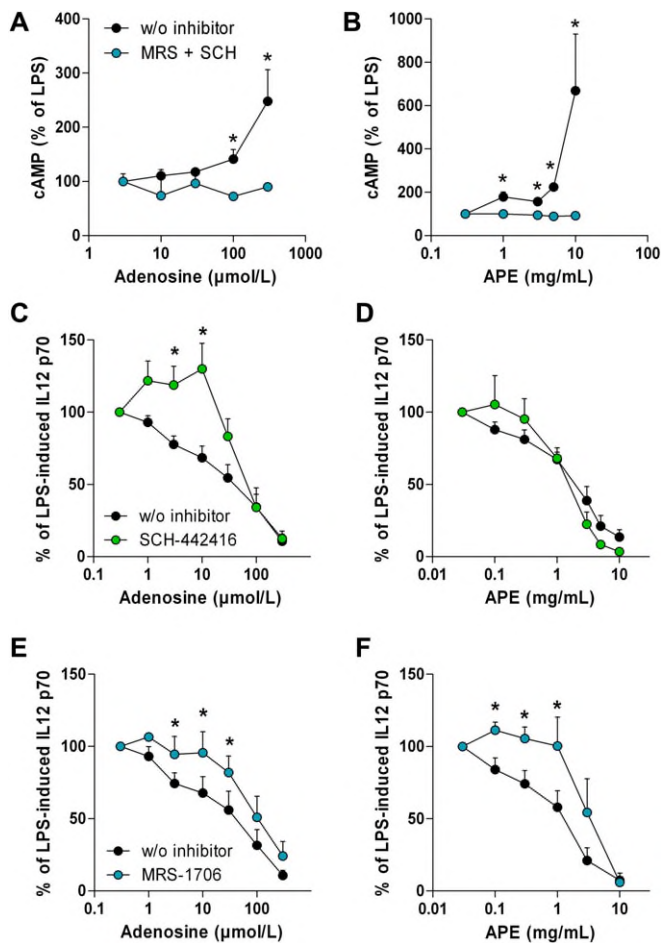 A
w/o inhibitor
MRS + SCH
cAMP (% of LPS)
400
300
200
100
0
*
*
1
10
100
1000
Adenosine (µmol/L)
B
cAMP (% of LPS)
1000
800
600
400
200
0
*
*
*
*
0.1
1
10
100
APE (mg/mL)
C
% of LPS-induced IL12 p70
150
100
50
0
*
*
w/o inhibitor
SCH-442416
0.1
1
10
100
Adenosine (µmol/L)
D
% of LPS-induced IL12 p70
150
100
50
0
0.01
0.1
1
10
APE (mg/mL)
E
% of LPS-induced IL12 p70
150
100
50
0
*
*
*
w/o inhibitor
MRS-1706
0.1
1
10
100
Adenosine (µmol/L)
F
% of LPS-induced IL12 p70
150
100
50
0
*
*
*
0.01
0.1
1
10
APE (mg/mL)